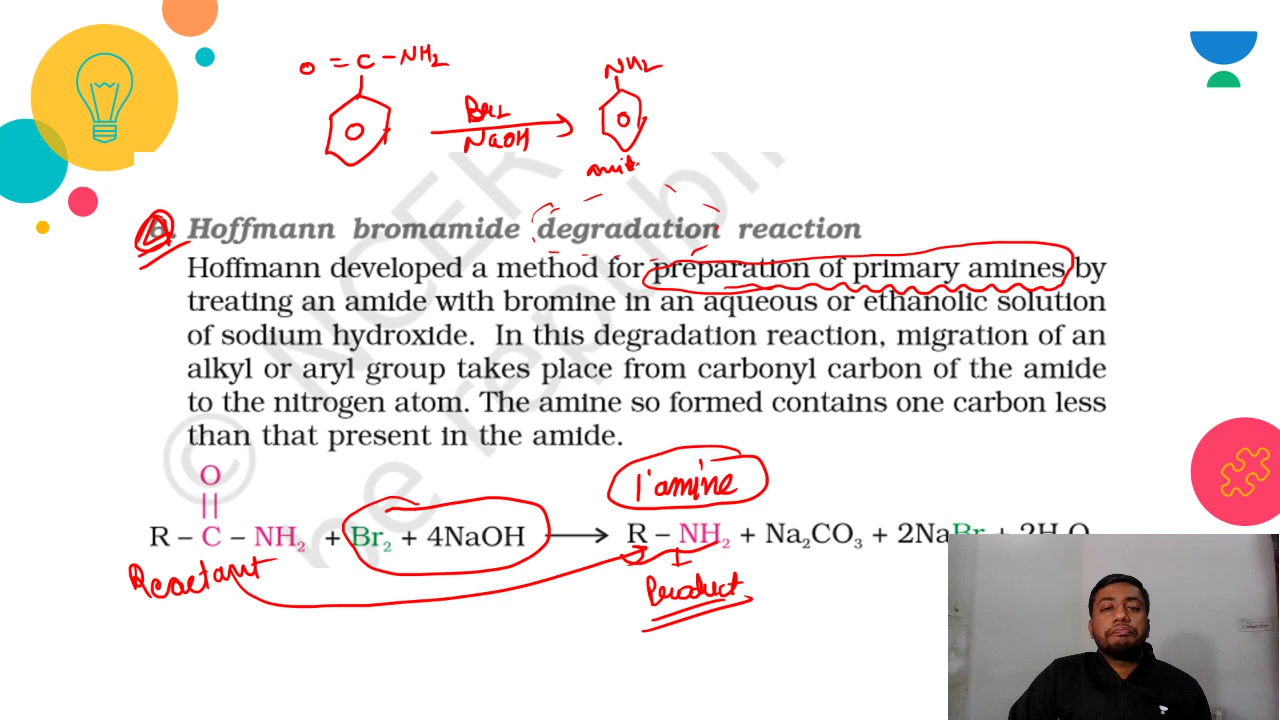 O = C - NH2
NH2
Br2
NaOH
6. Hoffmann bromamide degradation reaction
Hoffmann developed a method for preparation of primary amines by
treating an amide with bromine in an aqueous or ethanolic solution
of sodium hydroxide. In this degradation reaction, migration of an
alkyl or aryl group takes place from carbonyl carbon of the amide
to the nitrogen atom. The amine so formed contains one carbon less
than that present in the amide.
1° amine
O
R – C – NH₂ + Br₂ + 4NaOH ⟶ R – NH₂ + Na₂CO₃ + 2NaBr + 2H₂O
Reactant
Product
© NCERT